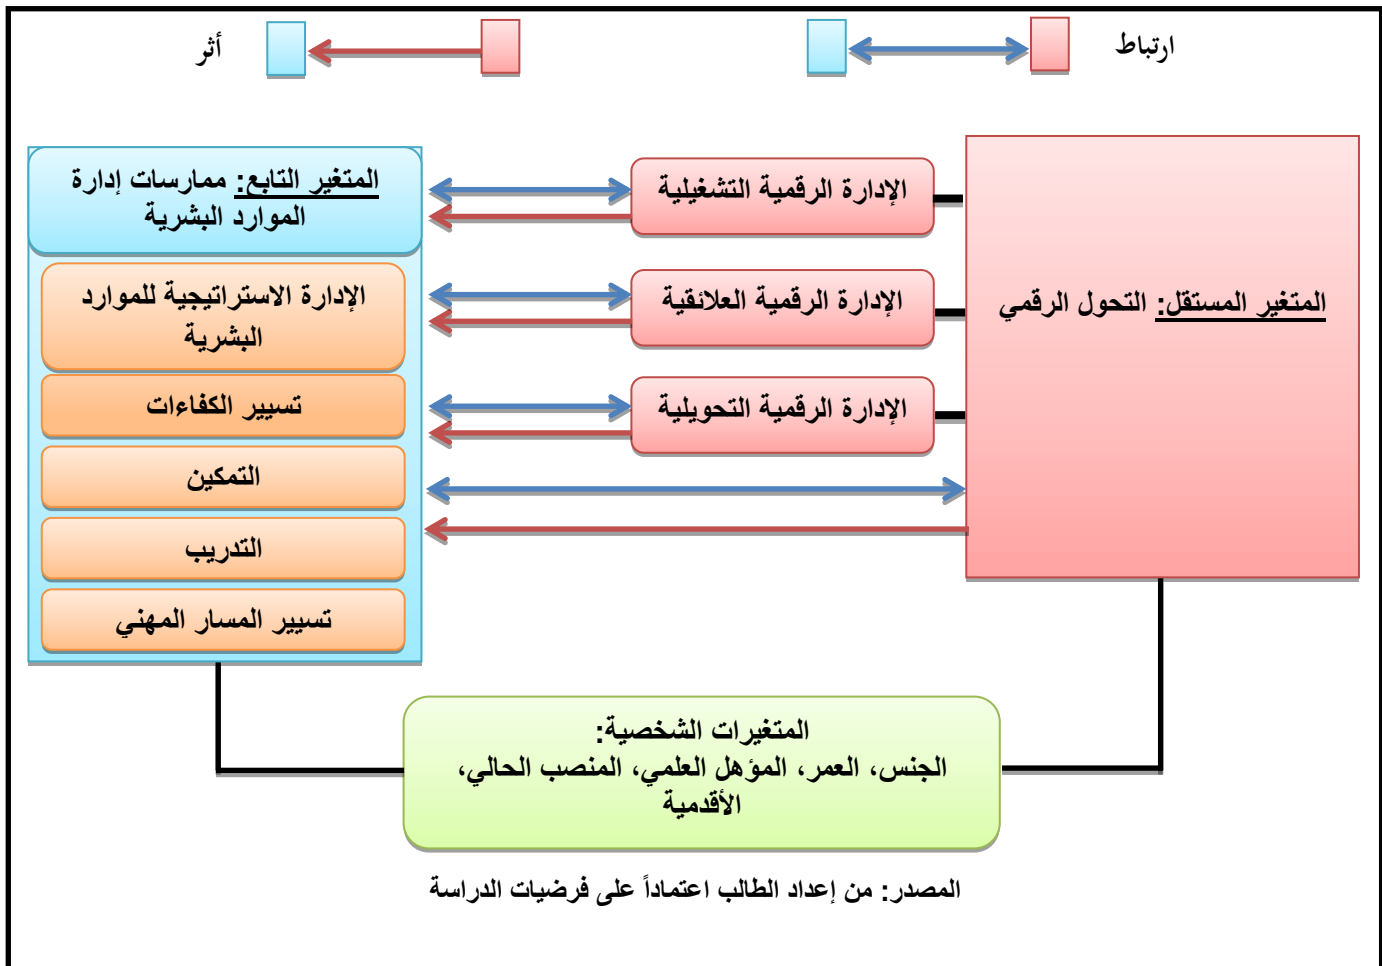 ارتباط
أثر
المتغير المستقل: التحول الرقمي
الإدارة الرقمية التشغيلية
الإدارة الرقمية العلائقية
الإدارة الرقمية التحويلية
المتغير التابع: ممارسات إدارة
الموارد البشرية
الإدارة الاستراتيجية للموارد
البشرية
تسيير الكفاءات
التمكين
التدريب
تسيير المسار المهني
المتغيرات الشخصية:
الجنس، العمر، المؤهل العلمي، المنصب الحالي،
الأقدمية
المصدر: من إعداد الطالب اعتماداً على فرضيات الدراسة